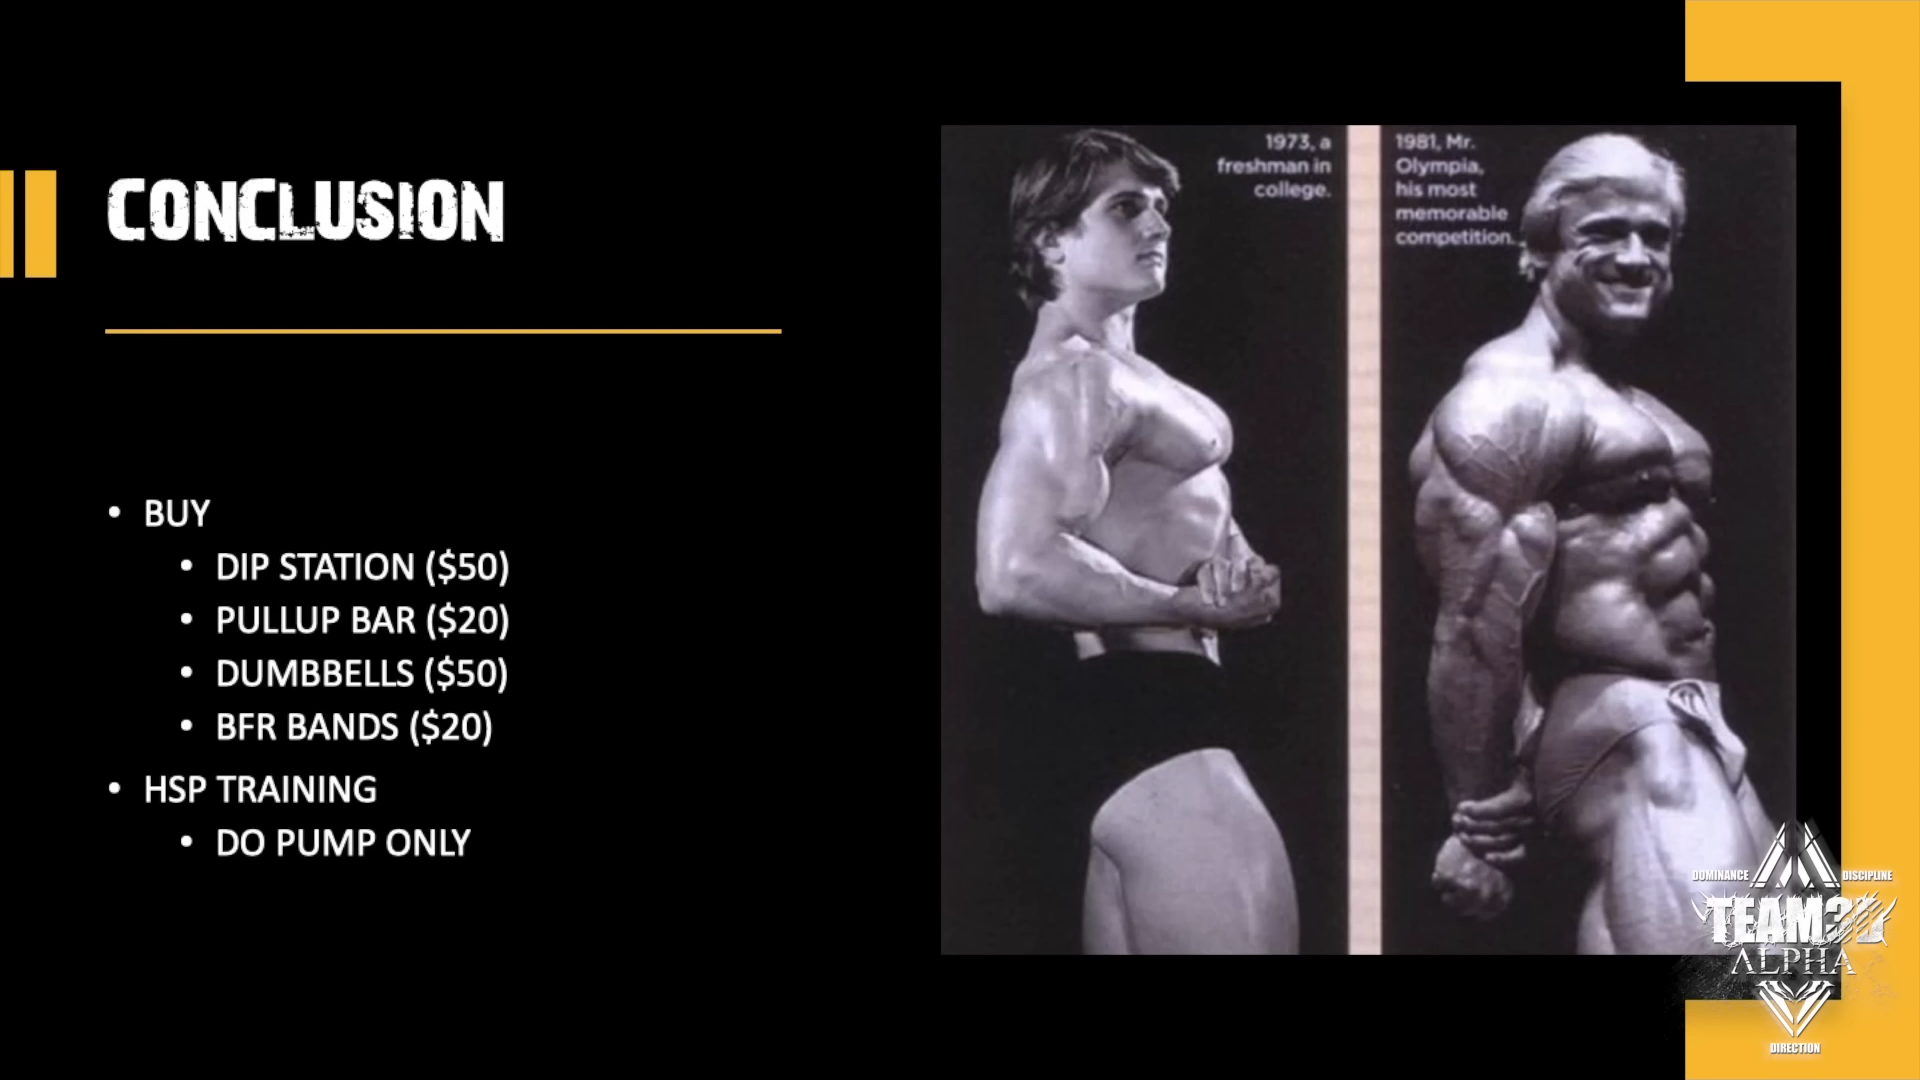 CONCLUSION
• BUY
• DIP STATION ($50)
• PULLUP BAR ($20)
• DUMBBELLS ($50)
• BFR BANDS ($20)
• HSP TRAINING
• DO PUMP ONLY
1973, a
freshman in
college.
1981, Mr.
Olympia,
his most
memorable
competition.
DOMINANCE DISCIPLINE
TEAM3D
ALPHA
DIRECTION